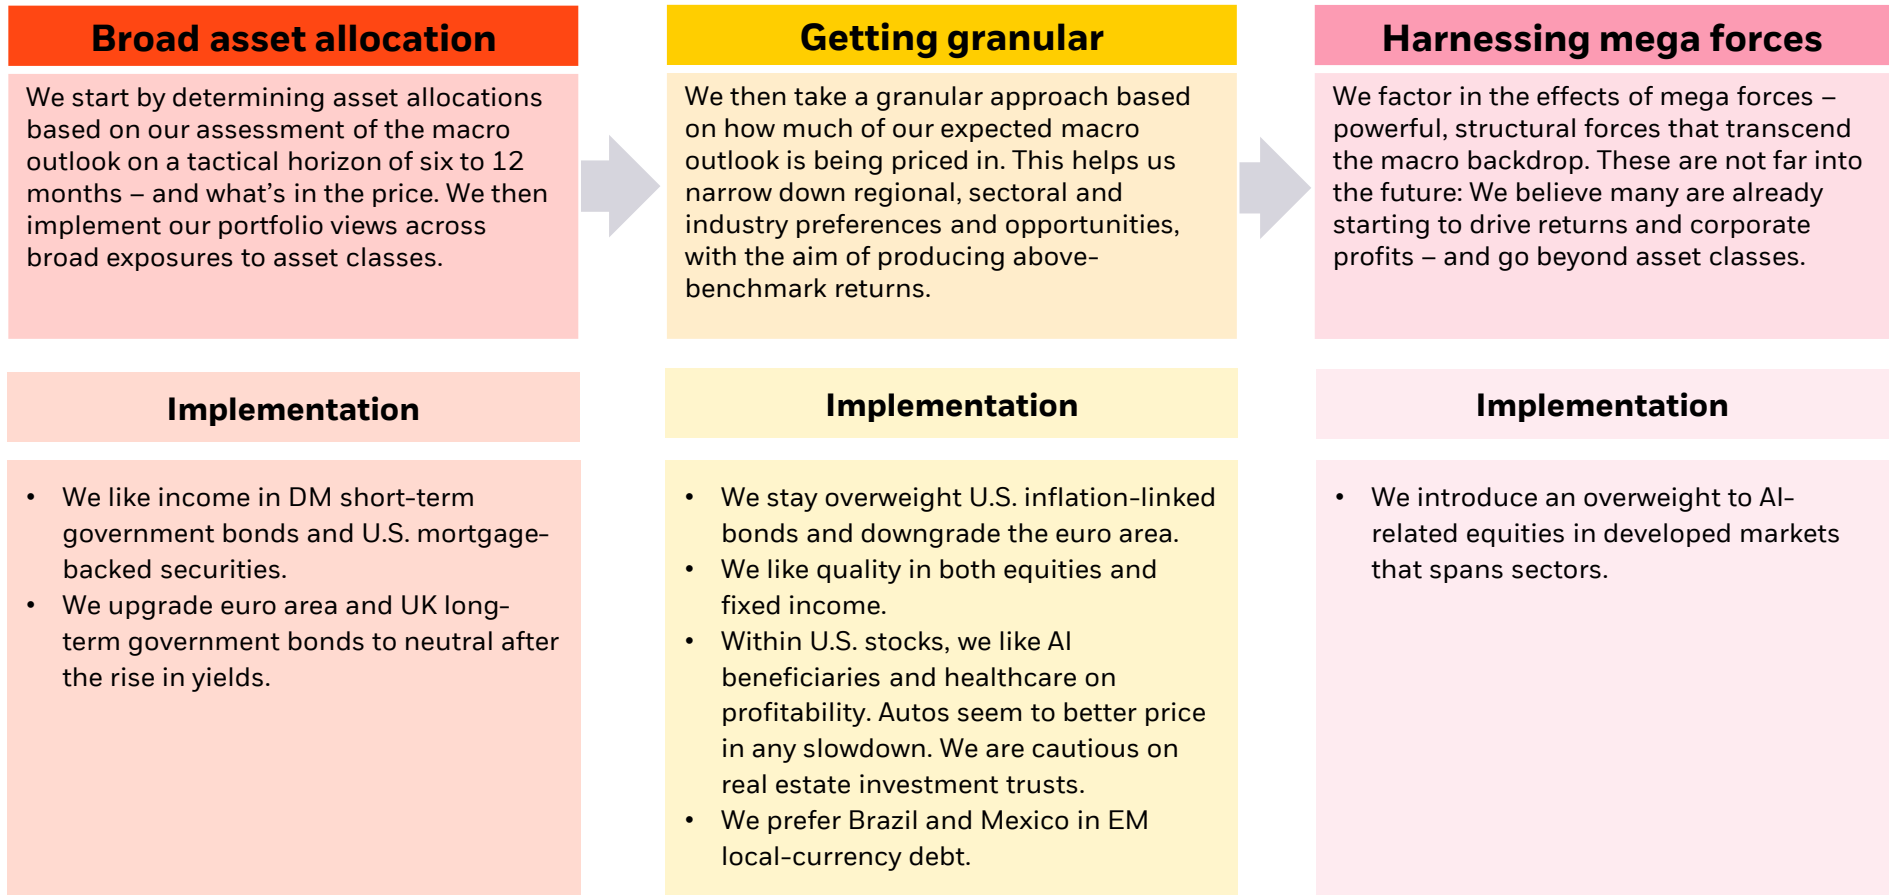 Broad asset allocation
We start by determining asset allocations
based on our assessment of the macro
outlook on a tactical horizon of six to 12
months – and what’s in the price. We then
implement our portfolio views across
broad exposures to asset classes.
Implementation
• We like income in DM short-term
government bonds and U.S. mortgage-
backed securities.
• We upgrade euro area and UK long-
term government bonds to neutral after
the rise in yields.
Getting granular
We then take a granular approach based
on how much of our expected macro
outlook is being priced in. This helps us
narrow down regional, sectoral and
industry preferences and opportunities,
with the aim of producing above-
benchmark returns.
Implementation
• We stay overweight U.S. inflation-linked
bonds and downgrade the euro area.
• We like quality in both equities and
fixed income.
• Within U.S. stocks, we like AI
beneficiaries and healthcare on
profitability. Autos seem to better price
in any slowdown. We are cautious on
real estate investment trusts.
• We prefer Brazil and Mexico in EM
local-currency debt.
Harnessing mega forces
We factor in the effects of mega forces –
powerful, structural forces that transcend
the macro backdrop. These are not far into
the future: We believe many are already
starting to drive returns and corporate
profits – and go beyond asset classes.
Implementation
• We introduce an overweight to AI-
related equities in developed markets
that spans sectors.